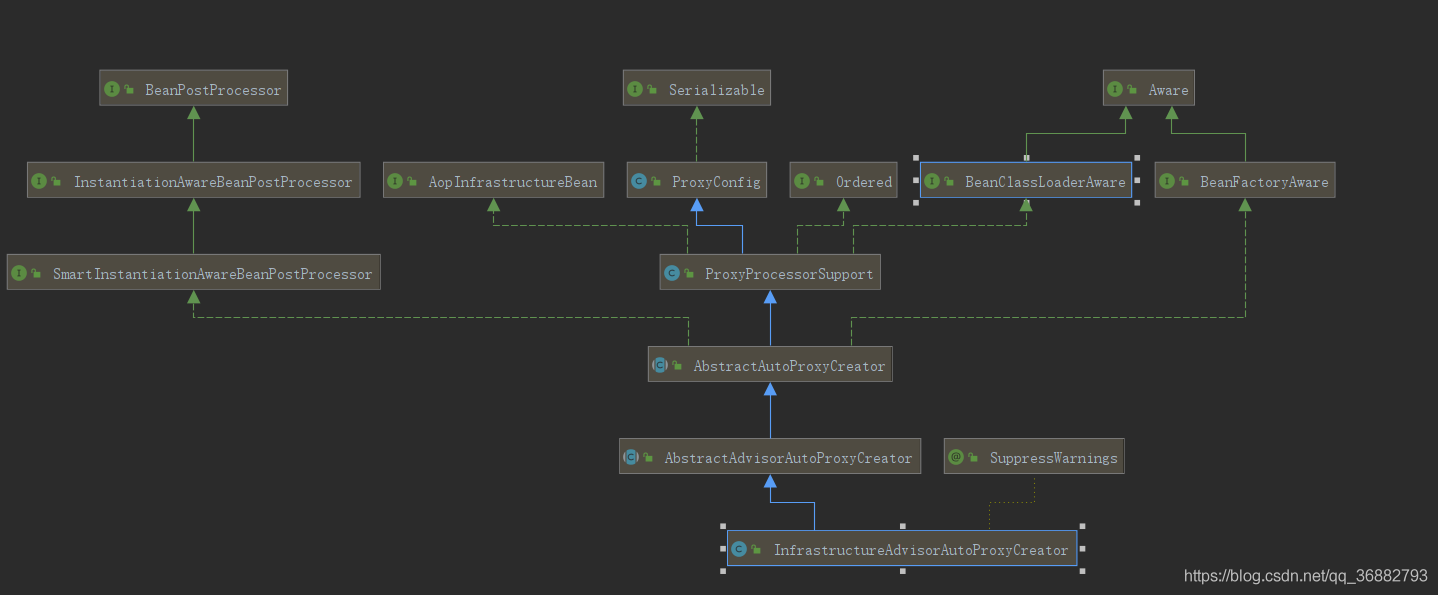 BeanPostProcessor
Serializable
Aware
InstantiationAwareBeanPostProcessor
AopInfrastructureBean
ProxyConfig
Ordered
BeanClassLoaderAware
BeanFactoryAware
SmartInstantiationAwareBeanPostProcessor
ProxyProcessorSupport
AbstractAutoProxyCreator
AbstractAdvisorAutoProxyCreator
SuppressWarnings
InfrastructureAdvisorAutoProxyCreator
https://blog.csdn.net/qq_36882793